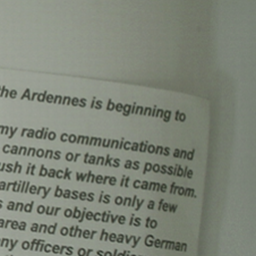 the Ardennes is beginning to
my radio communications and
cannons or tanks as possible
ush it back where it came from.
artillery bases is only a few
s and our objective is to
area and other heavy German
ny officers or